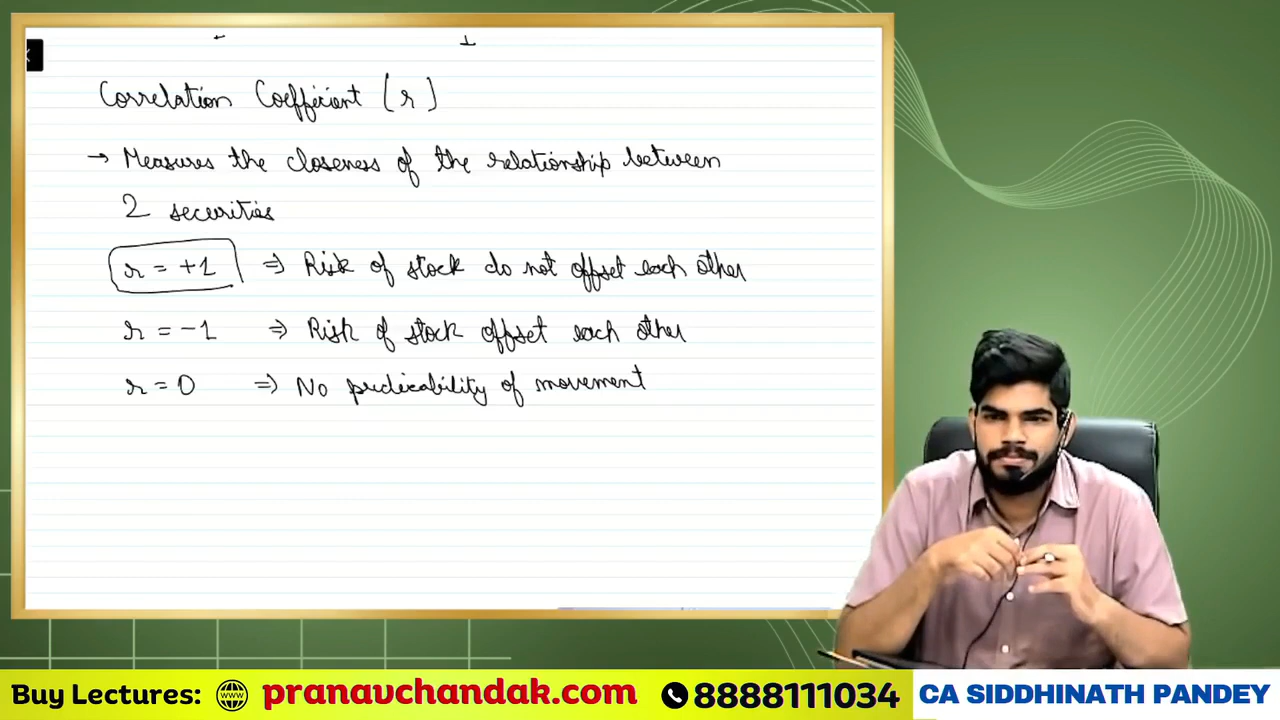 Correlation Coefficient (r)
→ Measures the closeness of the relationship between
2 securities
r = +1 ⇒ Risk of stock do not offset each other
r = -1 ⇒ Risk of stock offset each other
r = 0 ⇒ No predicability of movement
Buy Lectures: pranavchandak.com 8888111034 CA SIDDHINATH PANDEY